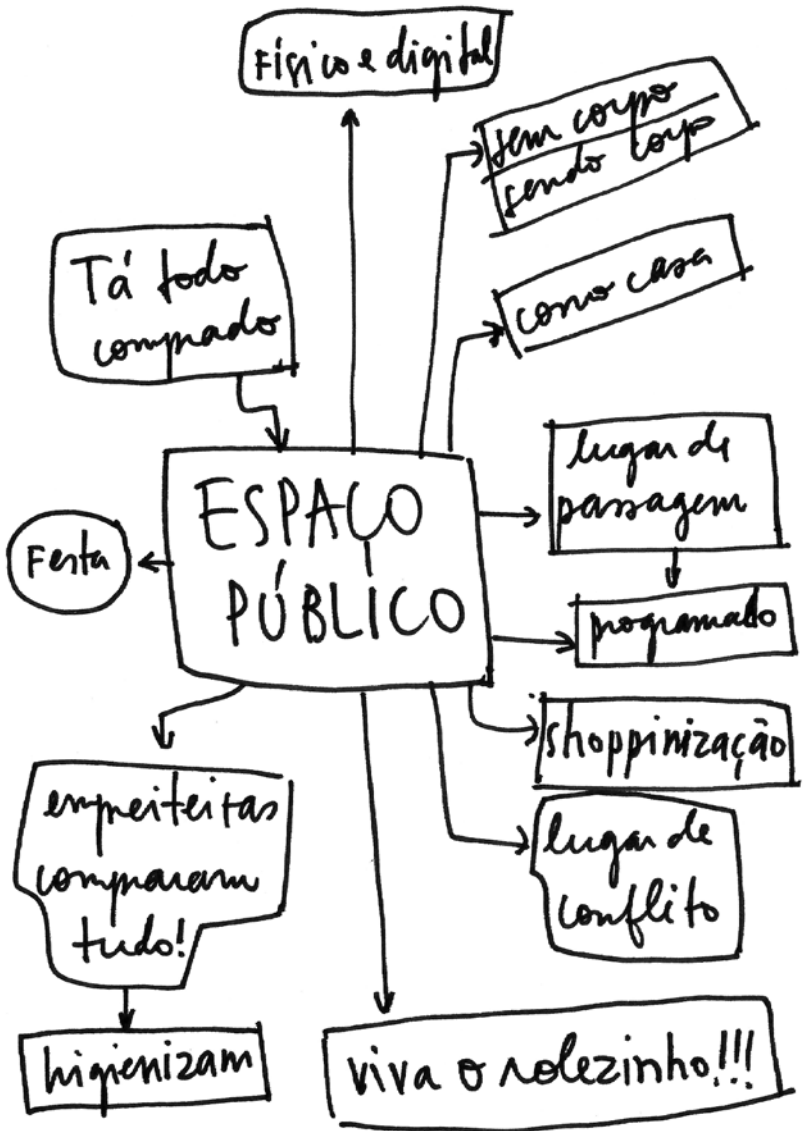 Físico e digital
sem corpo
sendo corpo
Tá todo
comprado
como casa
ESPAÇO
PÚBLICO
lugar de
passagem
Festa
programado
shoppinização
empreiteitas
compraram
tudo!
lugar de
conflito
higienizam
viva o rolezinho!!!